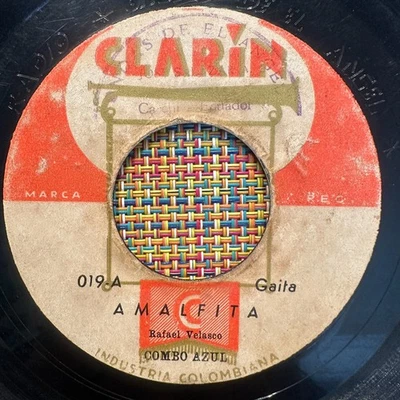 CLARIN
MARCA REG.
019-A Gaita
AMALFITA
C
Rafael Velasco
COMBO AZUL
INDUSTRIA COLOMBIANA